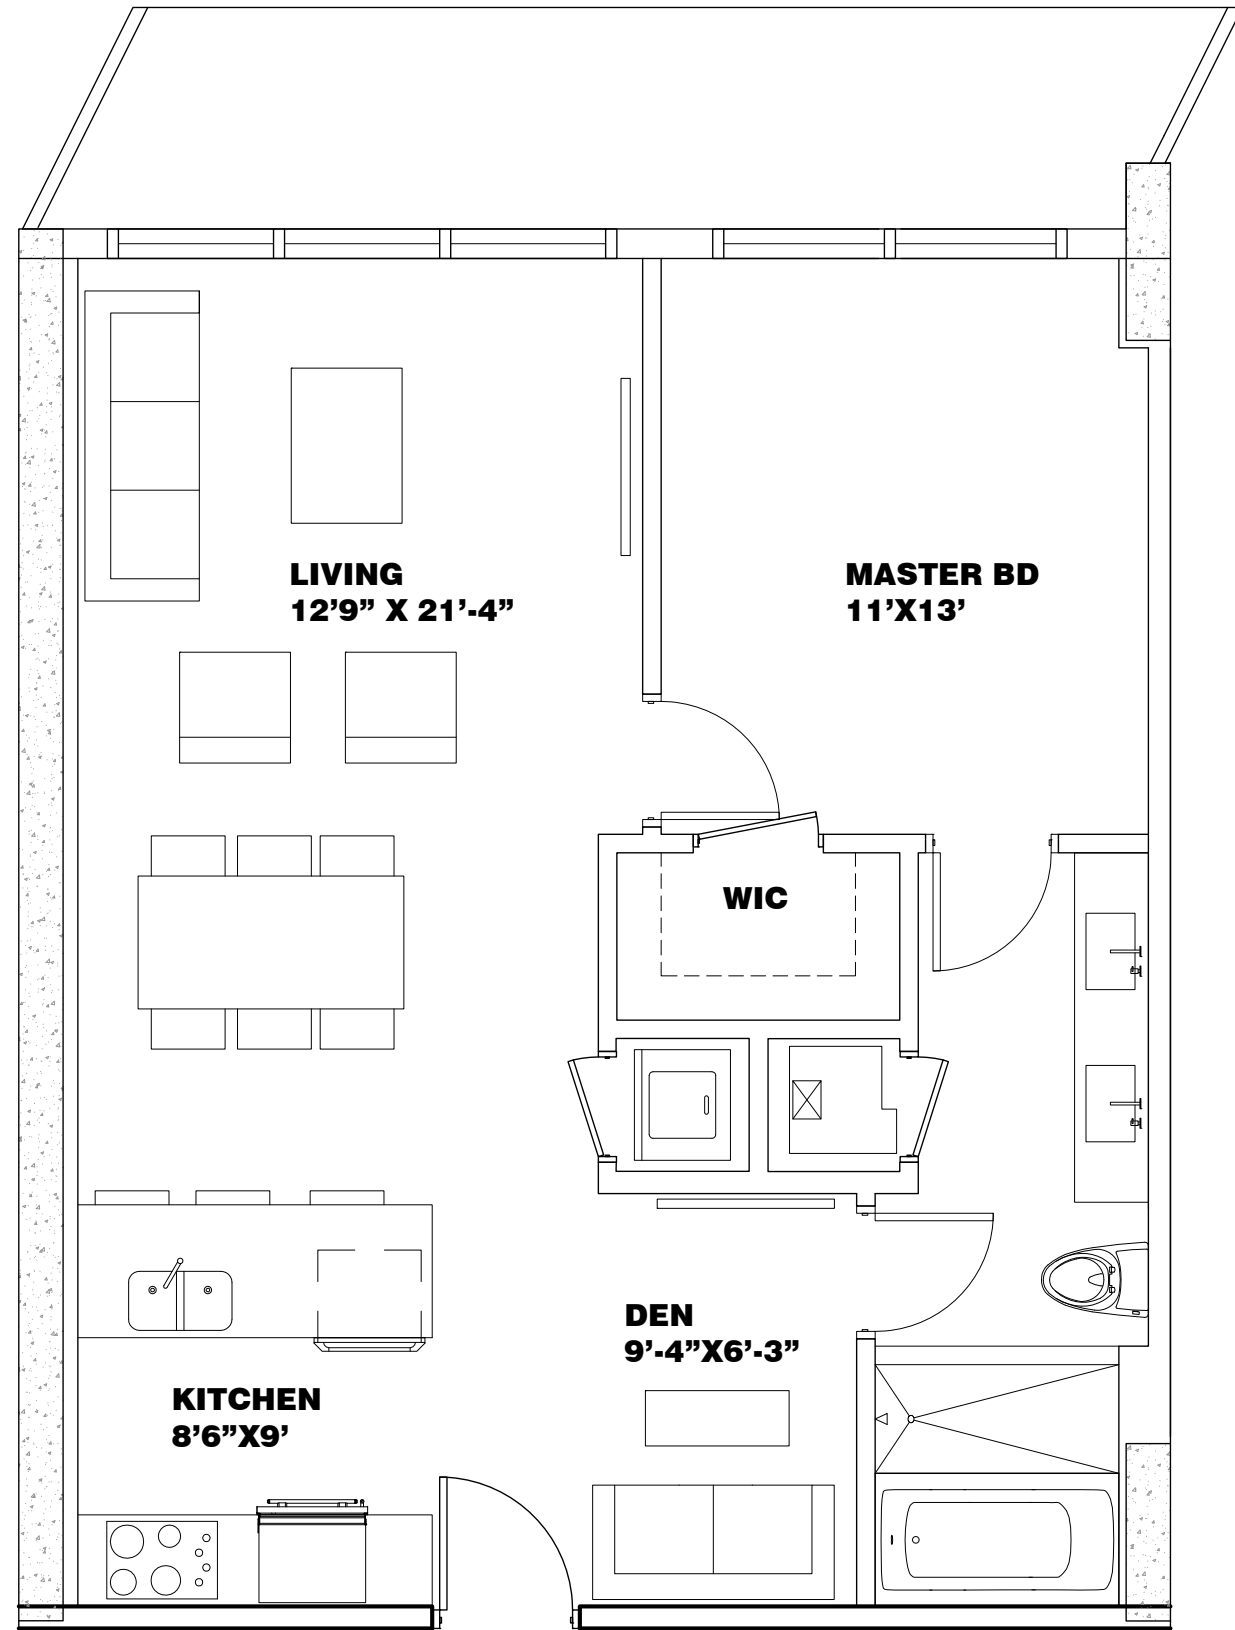 LIVING
12’9” X 21’-4”
MASTER BD
11’X13’
WIC
DEN
9’-4”X6’-3”
KITCHEN
8’6”X9’